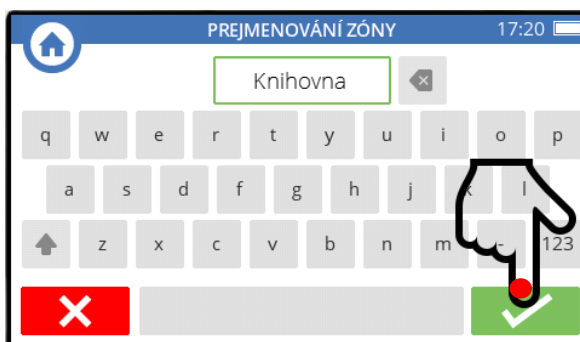 PREJMENOVÁNÍ ZÓNY 17:20
Knihovna
q w e r t y u i o p
a s d f g h j k l
z x c v b n m - 123